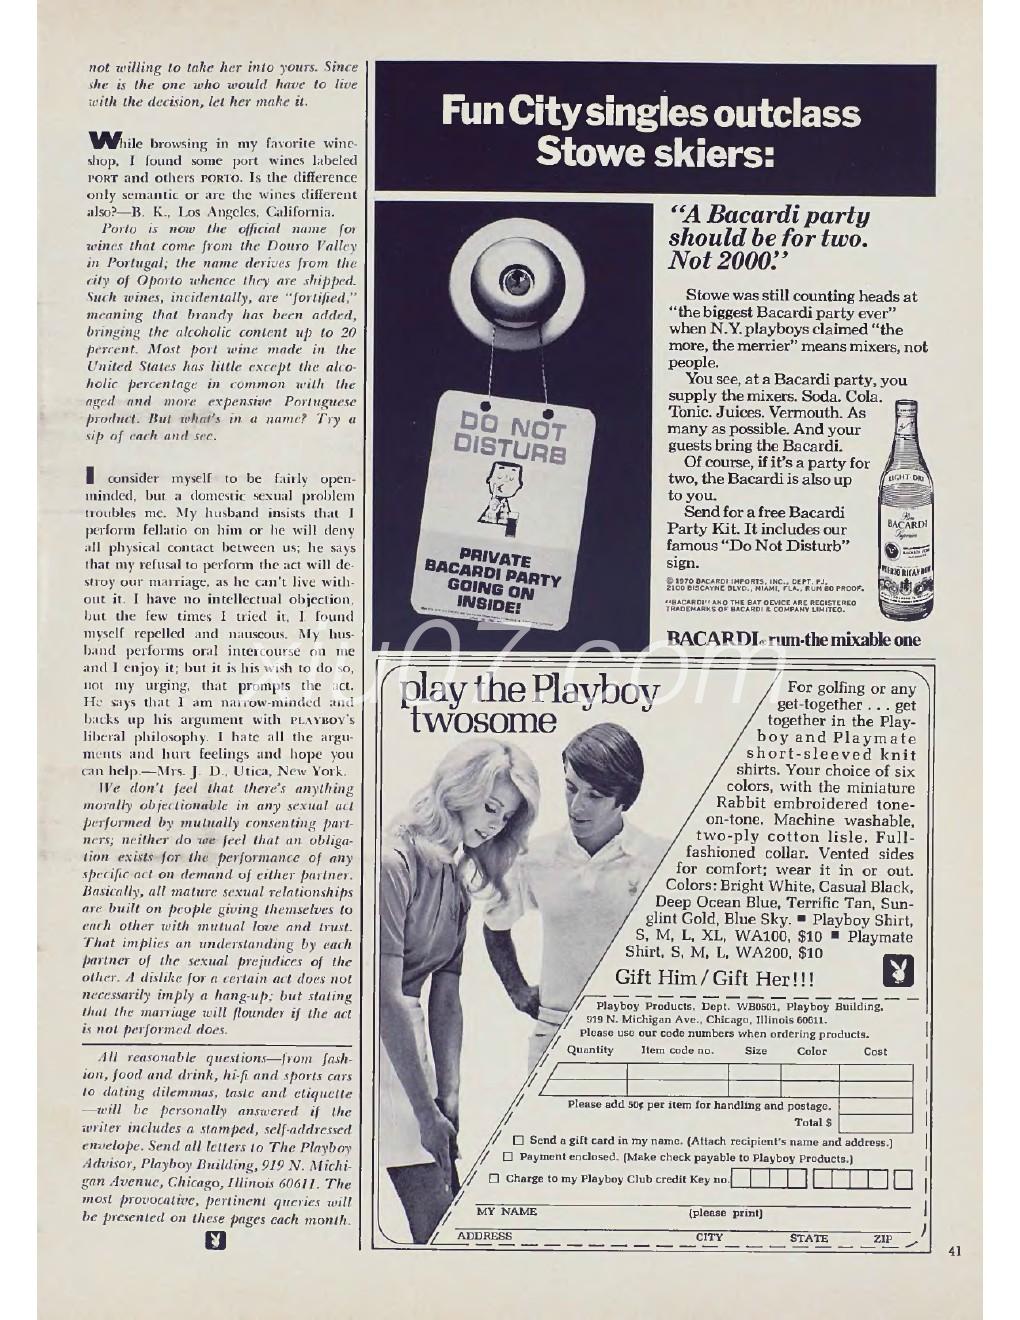 not willing to take her into yours. Since
she is the one who would have to live
with the decision, let her make it.
While browsing in my favorite wine-
shop, I found some port wines labeled
PORT and others PORTO. Is the difference
only semantic or are the wines different
also?—B. K., Los Angeles, California.
Porto is now the official name for
wines that come from the Douro Valley
in Portugal; the name derives from the
city of Oporto whence they are shipped.
Such wines, incidentally, are "fortified,"
meaning that brandy has been added,
bringing the alcoholic content up to 20
percent. Most port wine made in the
United States has little except the alco-
holic percentage in common with the
aged and more expensive Portuguese
product. But what's in a name? Try a
sip of each and see.
I consider myself to be fairly open-
minded, but a domestic sexual problem
troubles me. My husband insists that I
perform fellatio on him or he will deny
all physical contact between us; he says
that my refusal to perform the act will de-
stroy our marriage, as he can't live with-
out it. I have no intellectual objection,
but the few times I tried it, I found
myself repelled and nauseous. My hus-
band performs oral intercourse on me
and I enjoy it; but it is his wish to do so,
not my urging, that prompts the act.
He says that I am narrow-minded and
backs up his argument with PLAYBOY's
liberal philosophy. I hate all the argu-
ments and hurt feelings and hope you
can help.—Mrs. J. D., Utica, New York.
We don't feel that there's anything
morally objectionable in any sexual act
performed by mutually consenting part-
ners; neither do we feel that an obliga-
tion exists for the performance of any
specific act on demand of either partner.
Basically, all mature sexual relationships
are built on people giving themselves to
each other with mutual love and trust.
That implies an understanding by each
partner of the sexual prejudices of the
other. A dislike for a certain act does not
necessarily imply a hang-up; but stating
that the marriage will flounder if the act
is not performed does.
All reasonable questions—from fash-
ion, food and drink, hi-fi and sports cars
to dating dilemmas, taste and etiquette
—will be personally answered if the
writer includes a stamped, self-addressed
envelope. Send all letters to The Playboy
Advisor, Playboy Building, 919 N. Michi-
gan Avenue, Chicago, Illinois 60611. The
most provocative, pertinent queries will
be presented on these pages each month.
Fun City singles outclass
Stowe skiers:
DO NOT
DISTURB
PRIVATE
BACARDI PARTY
GOING ON
INSIDE!
"A Bacardi party
should be for two.
Not 2000."
Stowe was still counting heads at
"the biggest Bacardi party ever"
when N.Y. playboys claimed "the
more, the merrier" means mixers, not
people.
You see, at a Bacardi party, you
supply the mixers. Soda. Cola.
Tonic. Juices. Vermouth. As
many as possible. And your
guests bring the Bacardi.
Of course, if it's a party for
two, the Bacardi is also up
to you.
Send for a free Bacardi
Party Kit. It includes our
famous "Do Not Disturb"
sign.
© 1970 BACARDI IMPORTS, INC., DEPT. PJ,
2100 BISCAYNE BLVD., MIAMI, FLA., RUM 80 PROOF.
"BACARDI" AND THE BAT DEVICE ARE REGISTERED
TRADEMARKS OF BACARDI & COMPANY LIMITED.
LIGHT-DRY
BACARDI
Superior
BACARDI® rum-the mixable one
xiu07.com
play the Playboy
twosome
For golfing or any
get-together . . . get
together in the Play-
boy and Playmate
short-sleeved knit
shirts. Your choice of six
colors, with the miniature
Rabbit embroidered tone-
on-tone. Machine washable,
two-ply cotton lisle. Full-
fashioned collar. Vented sides
for comfort; wear it in or out.
Colors: Bright White, Casual Black,
Deep Ocean Blue, Terrific Tan, Sun-
glint Gold, Blue Sky. ■ Playboy Shirt,
S, M, L, XL, WA100, $10 ■ Playmate
Shirt, S, M, L, WA200, $10
Gift Him / Gift Her!!!
Playboy Products, Dept. WB0501, Playboy Building,
919 N. Michigan Ave., Chicago, Illinois 60611.
Please use our code numbers when ordering products.
Quantity Item code no. Size Color Cost
Please add 50¢ per item for handling and postage.
Total $
□ Send a gift card in my name. (Attach recipient's name and address.)
□ Payment enclosed. (Make check payable to Playboy Products.)
□ Charge to my Playboy Club credit Key no.
MY NAME (please print)
ADDRESS CITY STATE ZIP
41